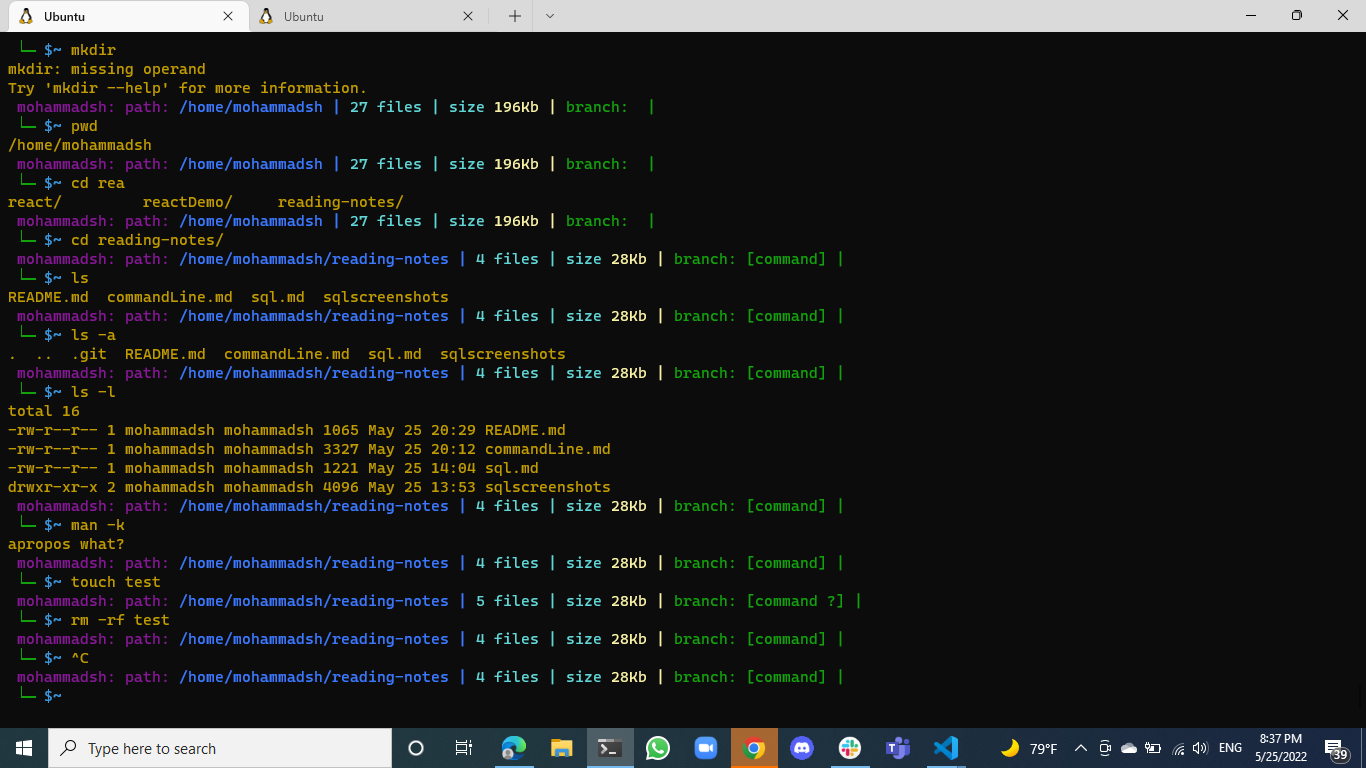 Ubuntu
Ubuntu
└─ $~ mkdir
mkdir: missing operand
Try 'mkdir --help' for more information.
mohammadsh: path: /home/mohammadsh | 27 files | size 196Kb | branch:  |
└─ $~ pwd
/home/mohammadsh
mohammadsh: path: /home/mohammadsh | 27 files | size 196Kb | branch:  |
└─ $~ cd rea
react/         reactDemo/     reading-notes/
mohammadsh: path: /home/mohammadsh | 27 files | size 196Kb | branch:  |
└─ $~ cd reading-notes/
mohammadsh: path: /home/mohammadsh/reading-notes | 4 files | size 28Kb | branch: [command] |
└─ $~ ls
README.md  commandLine.md  sql.md  sqlscreenshots
mohammadsh: path: /home/mohammadsh/reading-notes | 4 files | size 28Kb | branch: [command] |
└─ $~ ls -a
.  ..  .git  README.md  commandLine.md  sql.md  sqlscreenshots
mohammadsh: path: /home/mohammadsh/reading-notes | 4 files | size 28Kb | branch: [command] |
└─ $~ ls -l
total 16
-rw-r--r-- 1 mohammadsh mohammadsh 1065 May 25 20:29 README.md
-rw-r--r-- 1 mohammadsh mohammadsh 3327 May 25 20:12 commandLine.md
-rw-r--r-- 1 mohammadsh mohammadsh 1221 May 25 14:04 sql.md
drwxr-xr-x 2 mohammadsh mohammadsh 4096 May 25 13:53 sqlscreenshots
mohammadsh: path: /home/mohammadsh/reading-notes | 4 files | size 28Kb | branch: [command] |
└─ $~ man -k
apropos what?
mohammadsh: path: /home/mohammadsh/reading-notes | 4 files | size 28Kb | branch: [command] |
└─ $~ touch test
mohammadsh: path: /home/mohammadsh/reading-notes | 5 files | size 28Kb | branch: [command ?] |
└─ $~ rm -rf test
mohammadsh: path: /home/mohammadsh/reading-notes | 4 files | size 28Kb | branch: [command] |
└─ $~ ^C
mohammadsh: path: /home/mohammadsh/reading-notes | 4 files | size 28Kb | branch: [command] |
└─ $~
Type here to search
79°F
ENG
8:37 PM
5/25/2022
39